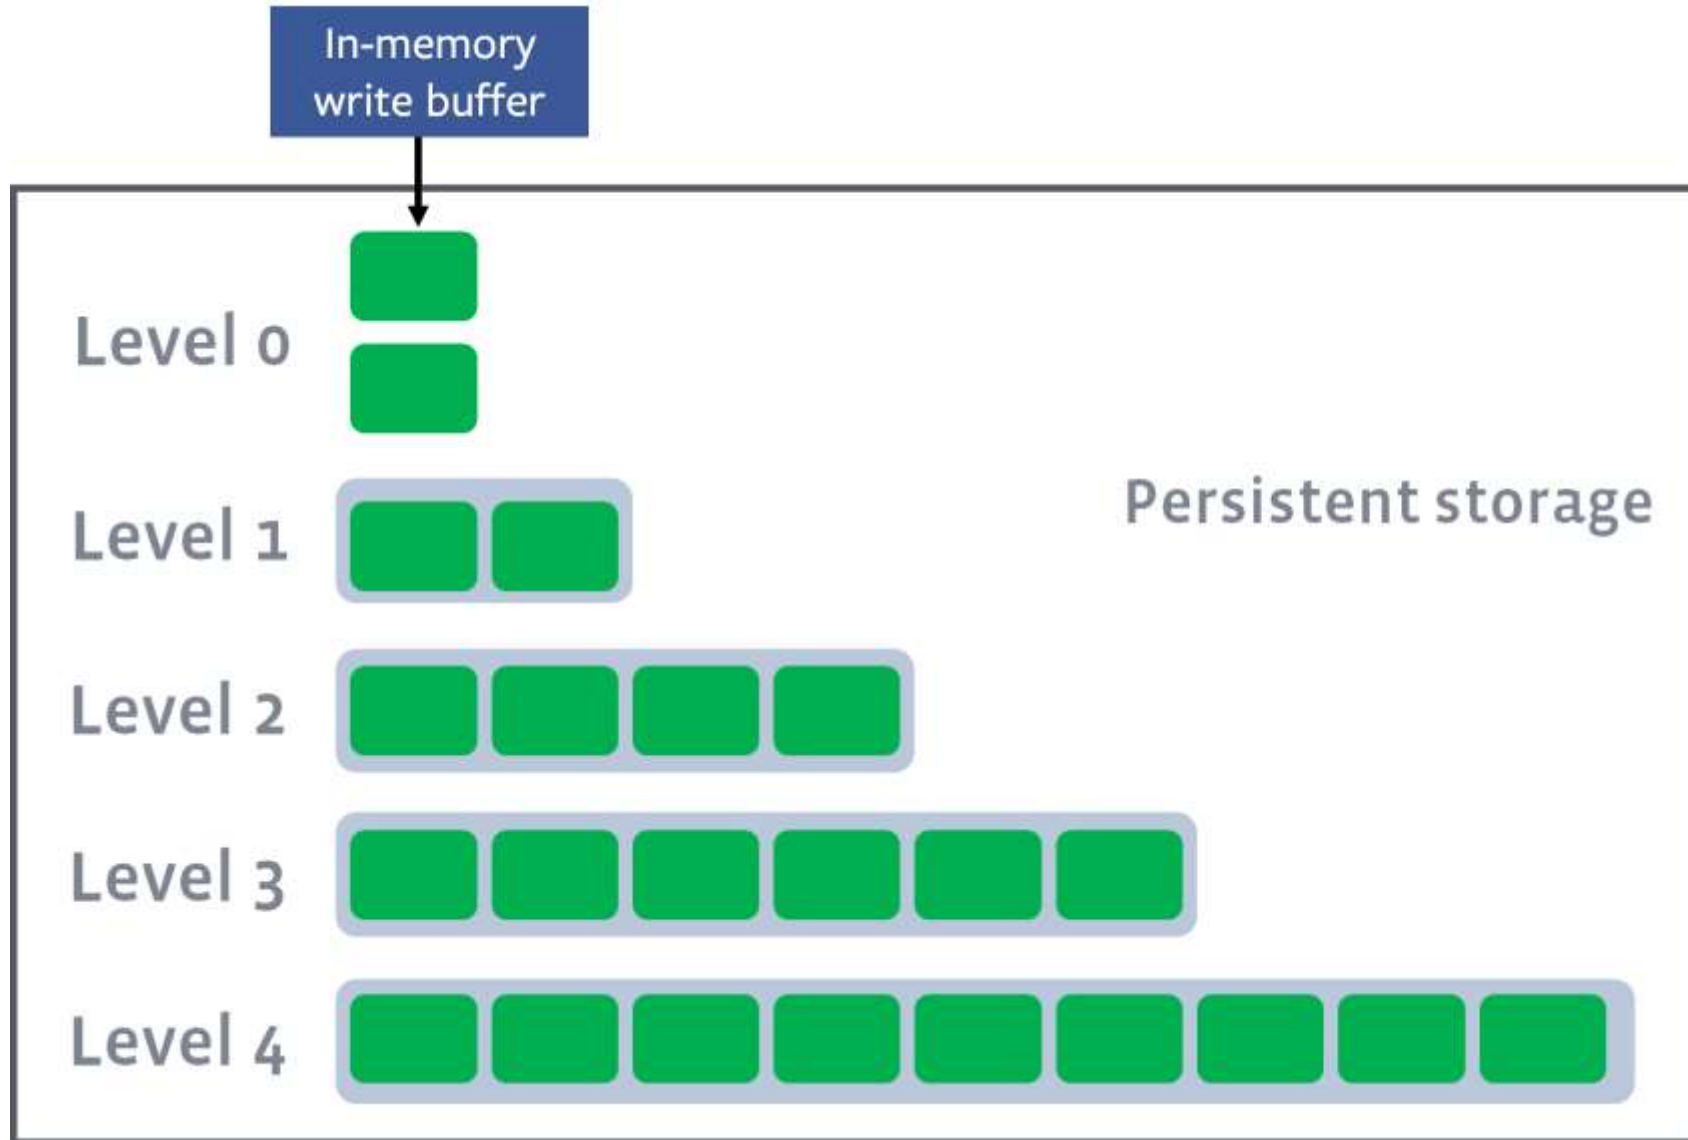 In-memory
write buffer
Level 0
Level 1
Persistent storage
Level 2
Level 3
Level 4